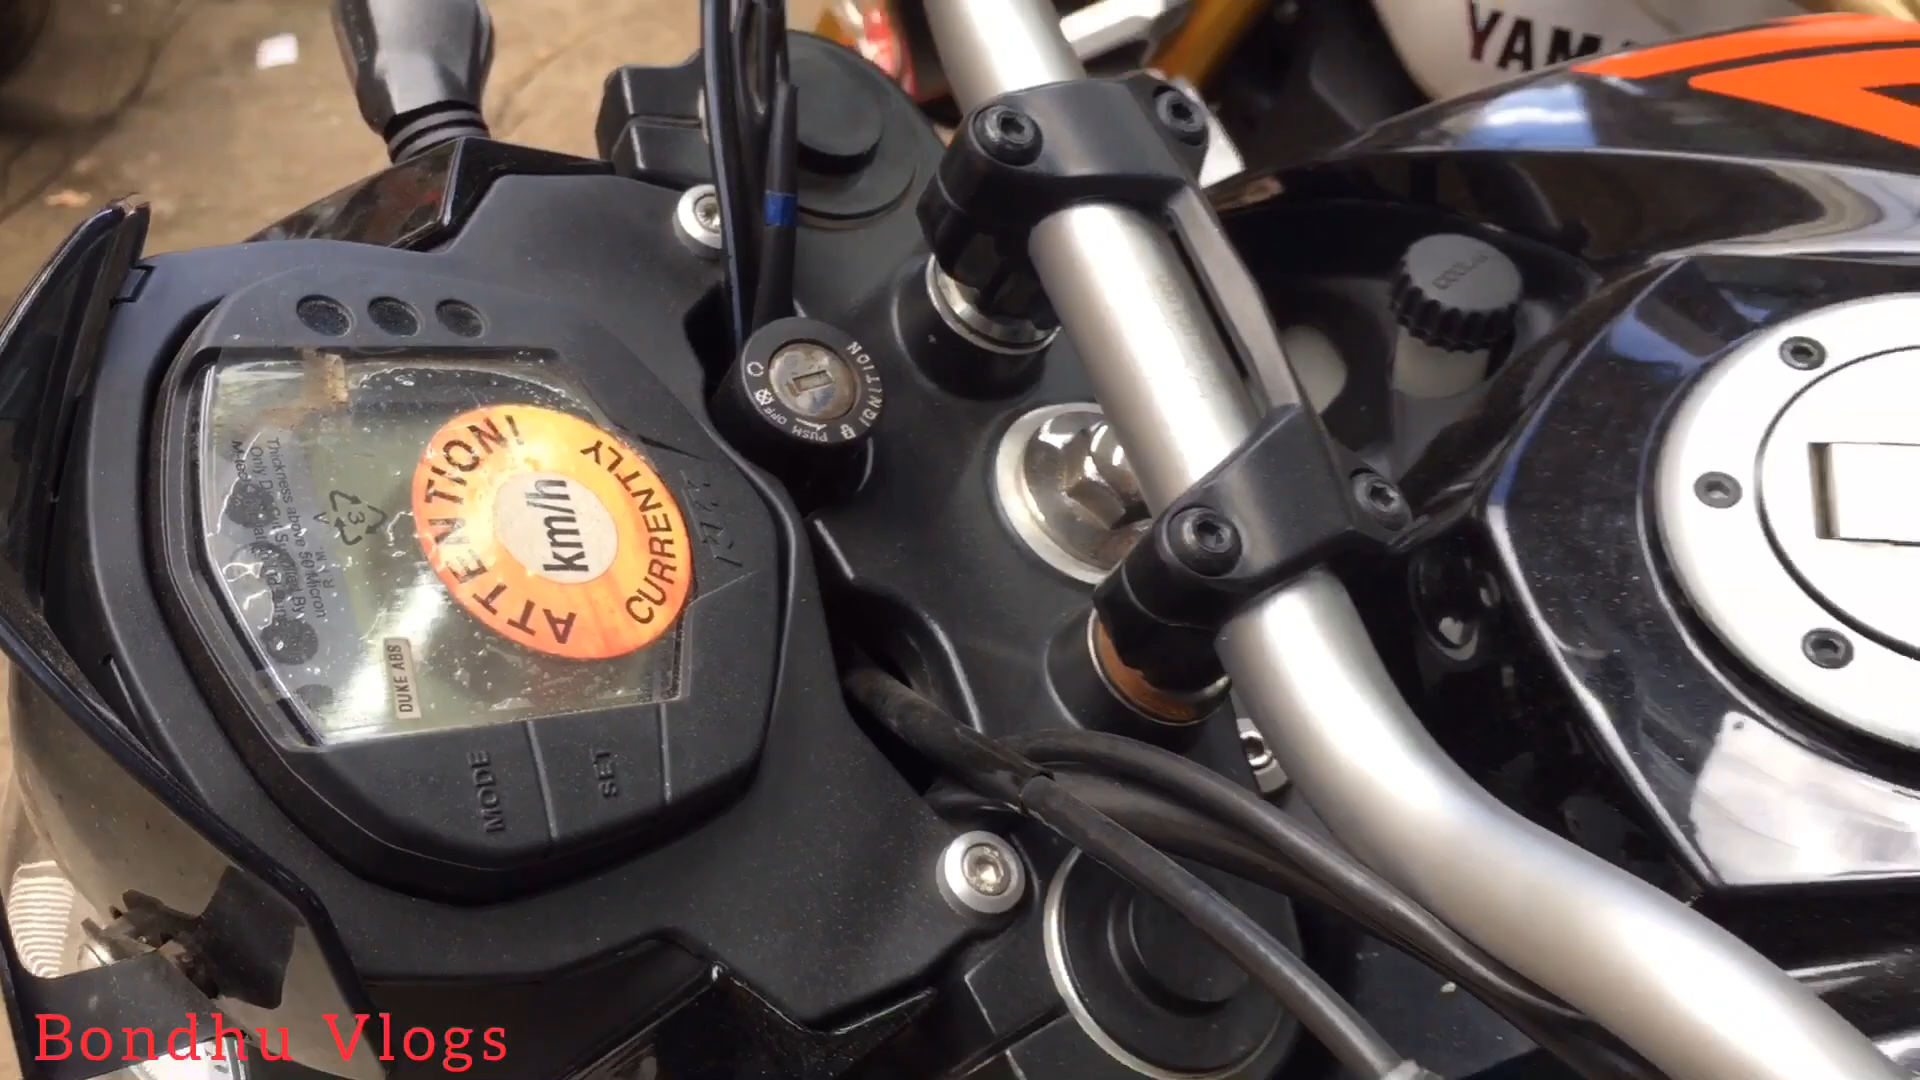 YAM
IGNITION
PUSH OFF
ATTENTION!
CURRENTLY
km/h
Thickness above 50 Micron
DUKE ABS
MODE
SET
Bondhu Vlogs